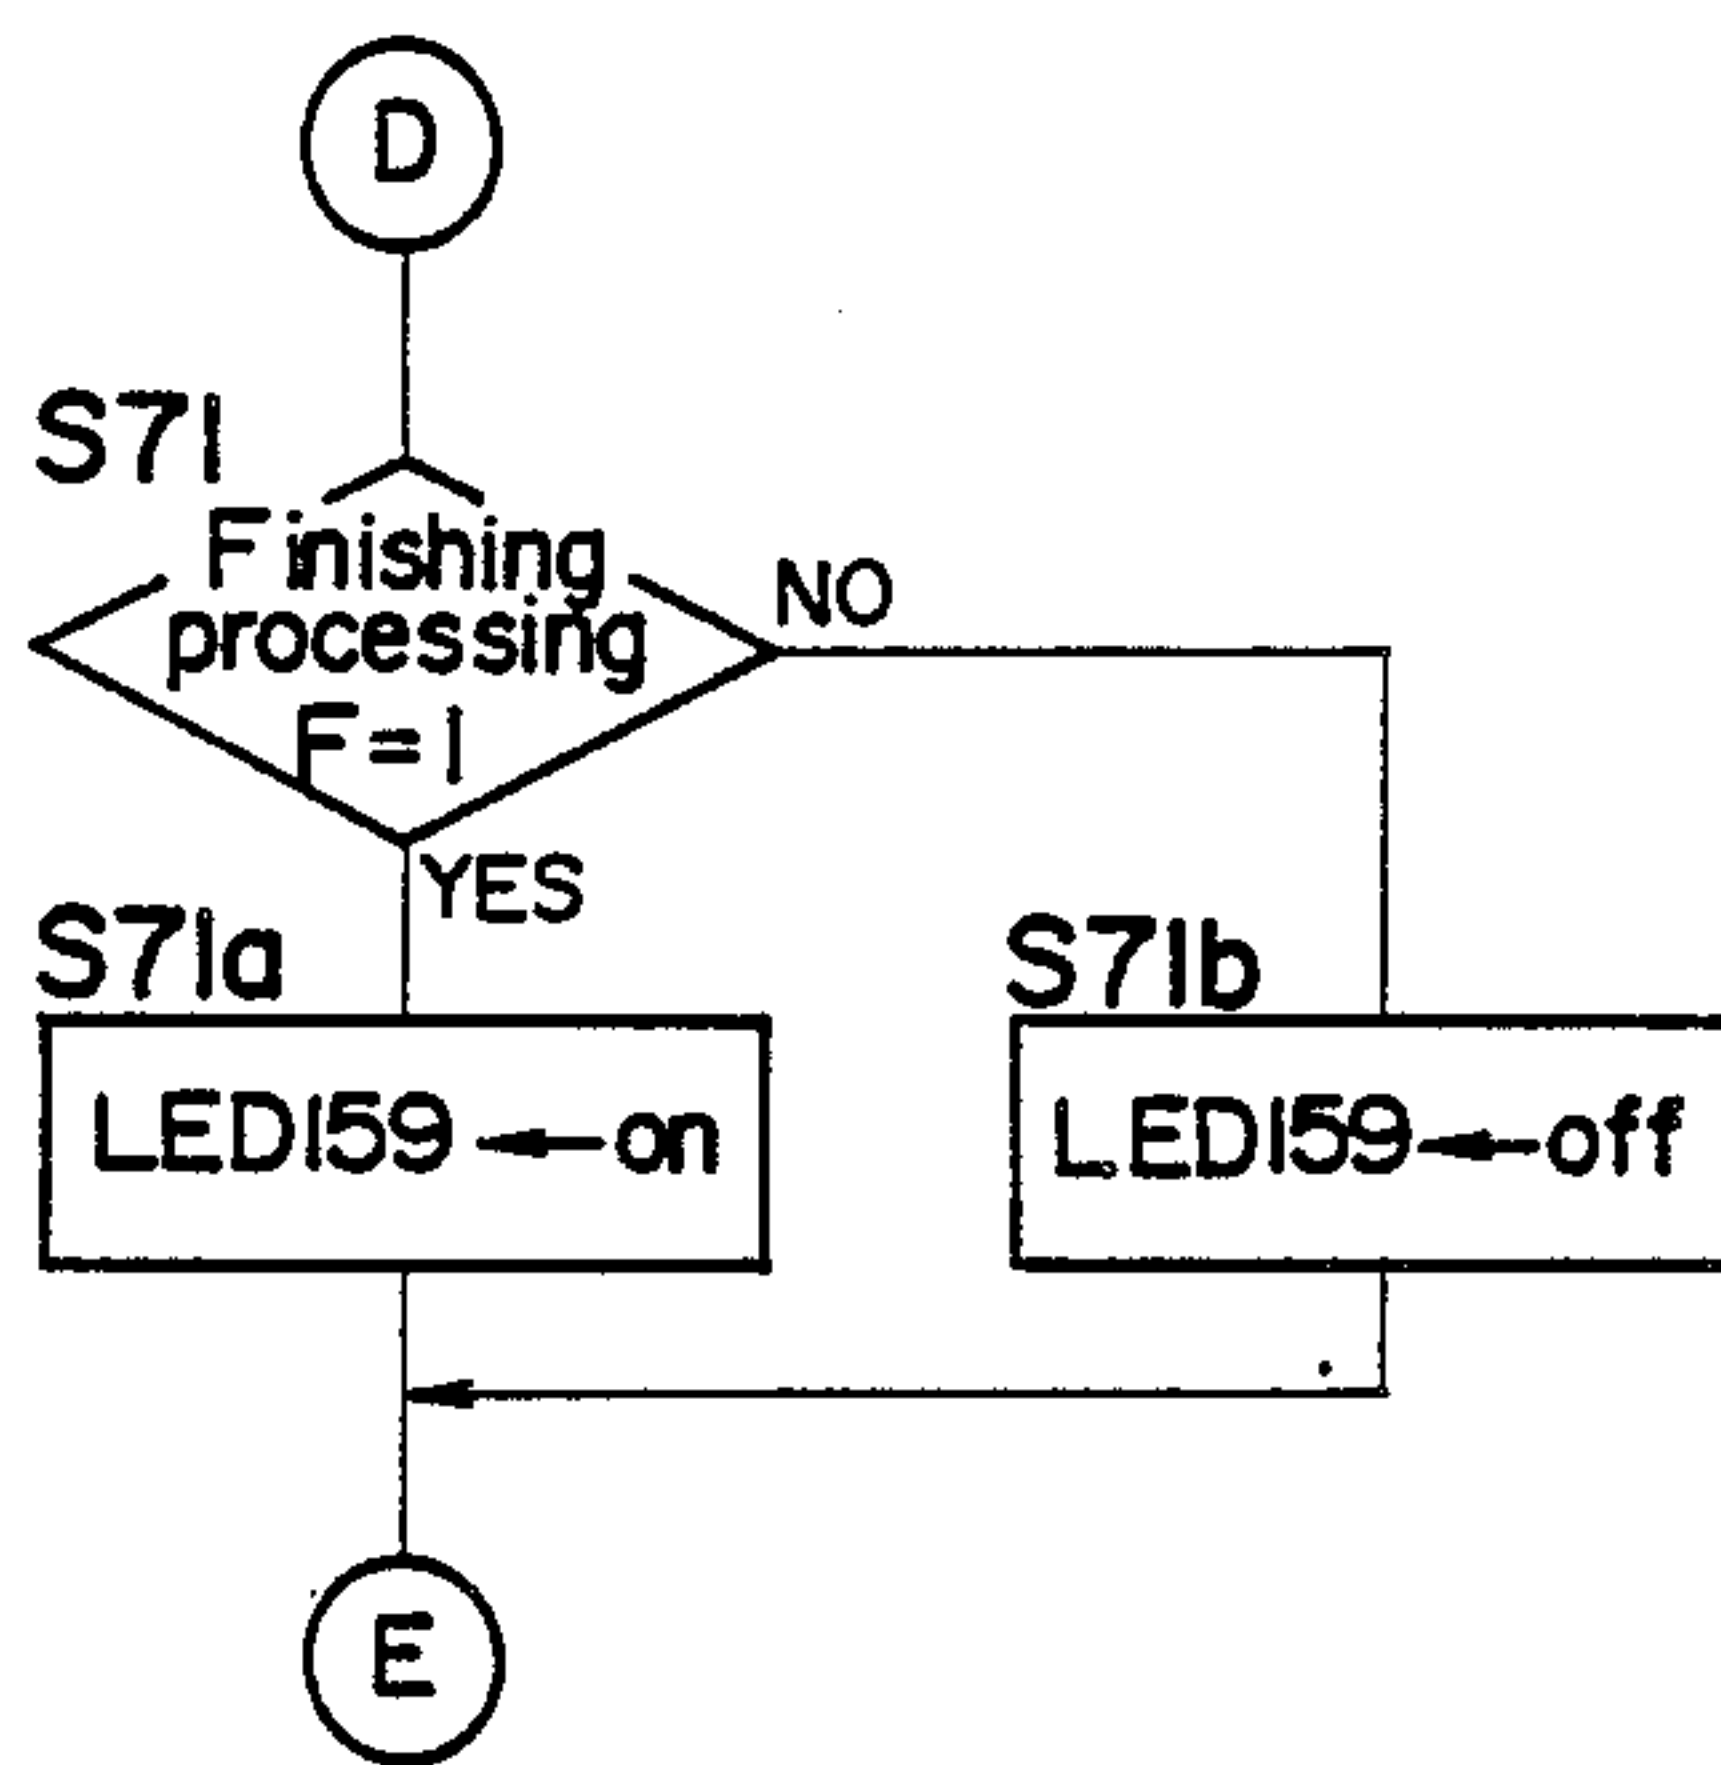 D
S71
Finishing
processing
F=1
NO
YES
S71a
S71b
LED159←on
LED159←off
E